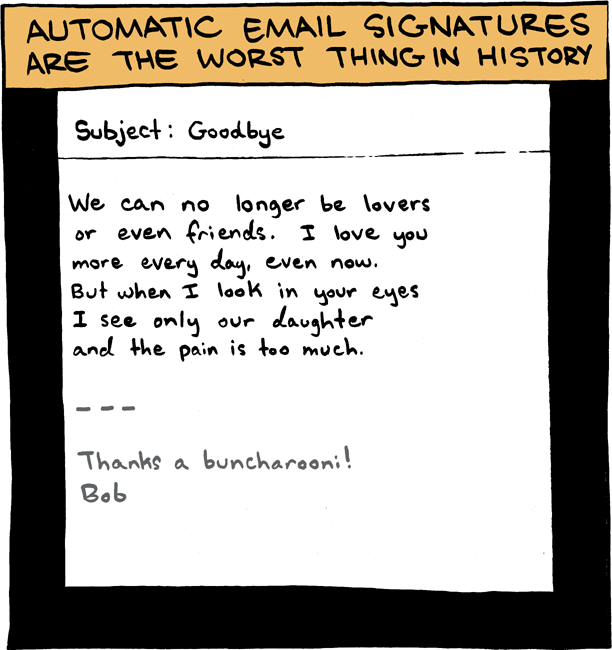 AUTOMATIC EMAIL SIGNATURES
ARE THE WORST THING IN HISTORY
Subject: Goodbye
We can no longer be lovers
or even friends. I love you
more every day, even now.
But when I look in your eyes
I see only our daughter
and the pain is too much.
---
Thanks a buncharooni!
Bob